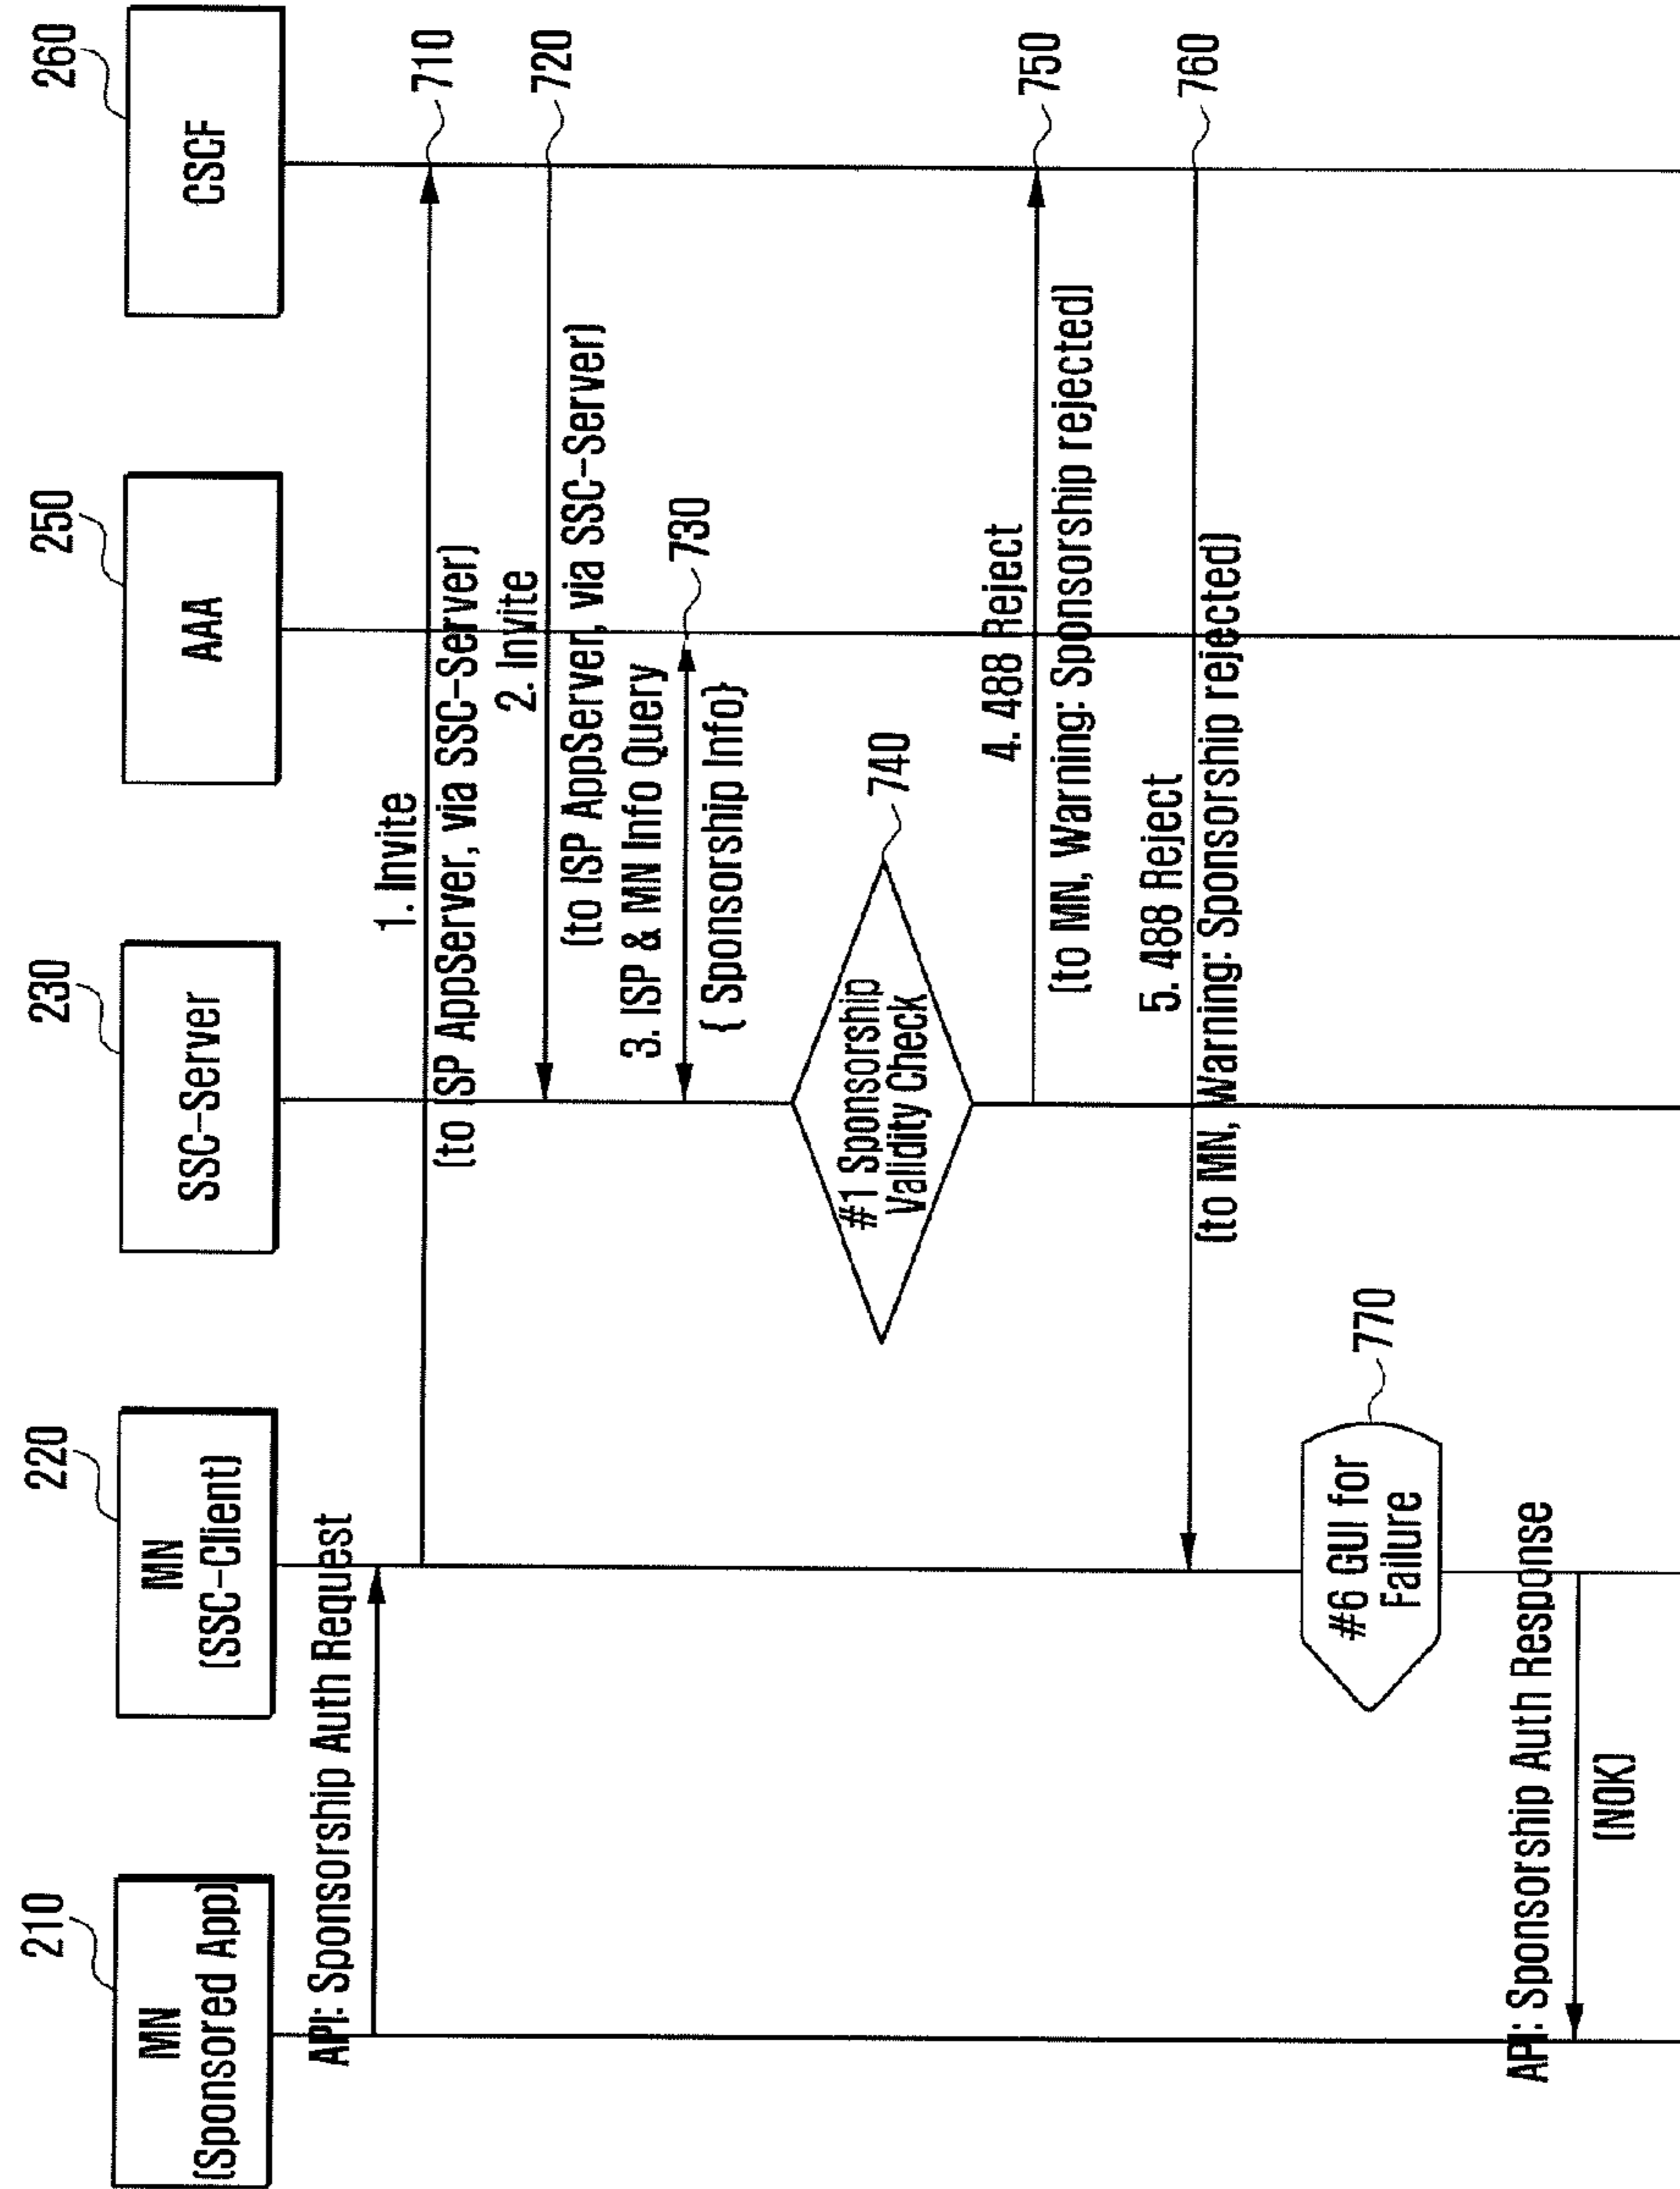 210
220
230
250
260
MN
(Sponsored App)
MN
(SSC-Client)
SSC-Server
AAA
CSCF
API: Sponsorship Auth Request
1. Invite
710
(to ISP AppServer, via SSC-Server)
2. Invite
720
(to ISP AppServer, via SSC-Server)
3. ISP & MN Info Query
730
{ Sponsorship Info}
740
#1 Sponsorship
Validity Check
4. 488 Reject
750
(to MN, Warning: Sponsorship rejected)
5. 488 Reject
760
(to MN, Warning: Sponsorship rejected)
770
#6 GUI for
Failure
API: Sponsorship Auth Response
(NOK)